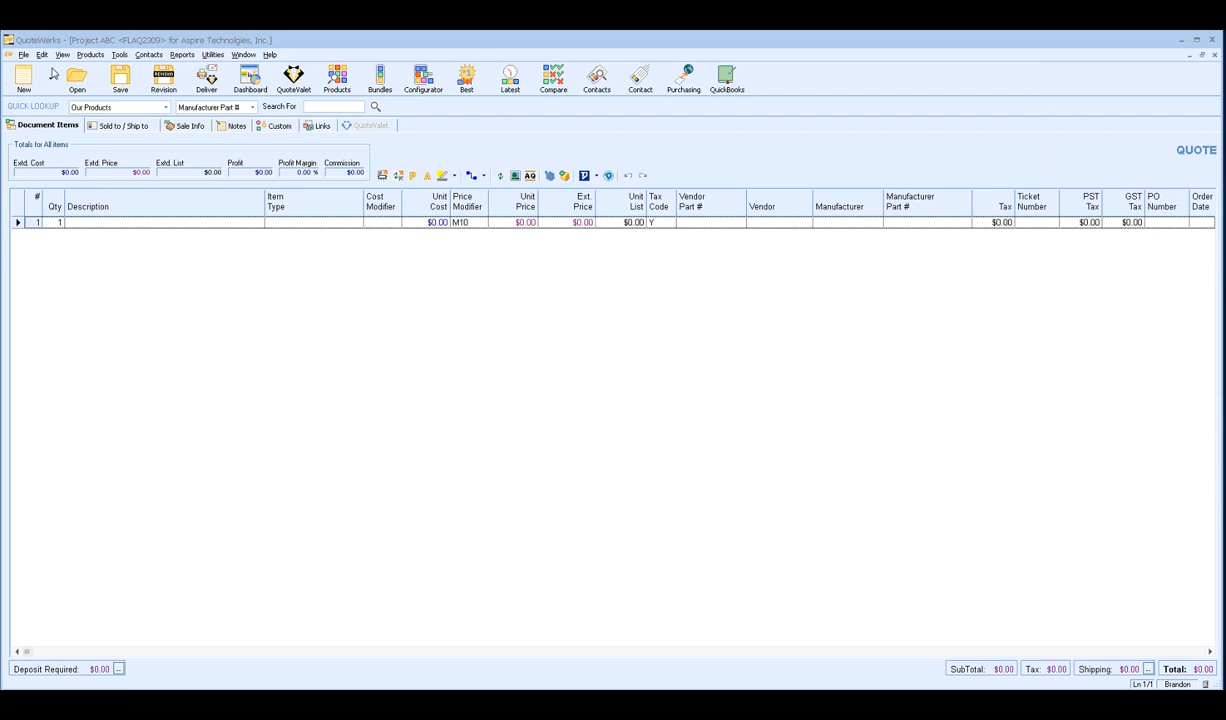 QuoteWerks - [Project ABC <FLAQ2309> for Aspire Technolgies, Inc.]
File Edit View Products Tools Contacts Reports Utilities Window Help
REVISION
New Open Save Revision Deliver Dashboard QuoteValet Products Bundles Configurator Best Latest Compare Contacts Contact Purchasing QuickBooks
QUICK LOOKUP Our Products Manufacturer Part # Search For
Document Items Sold to / Ship to Sale Info Notes Custom Links QuoteValet
Totals for All items
QUOTE
Extd. Cost Extd. Price Extd. List Profit Profit Margin Commission
$0.00 $0.00 $0.00 $0.00 0.00 % $0.00
P A AQ P
# Item Cost Unit Price Unit Ext. Unit Tax Vendor Manufacturer Ticket PST GST PO Order
Qty Description Type Modifier Cost Modifier Price Price List Code Part # Vendor Manufacturer Part # Tax Number Tax Tax Number Date
1 1 $0.00 M10 $0.00 $0.00 $0.00 Y $0.00 $0.00 $0.00
Deposit Required: $0.00 ... SubTotal: $0.00 Tax: $0.00 Shipping: $0.00 ... Total: $0.00
Ln 1/1 Brandon